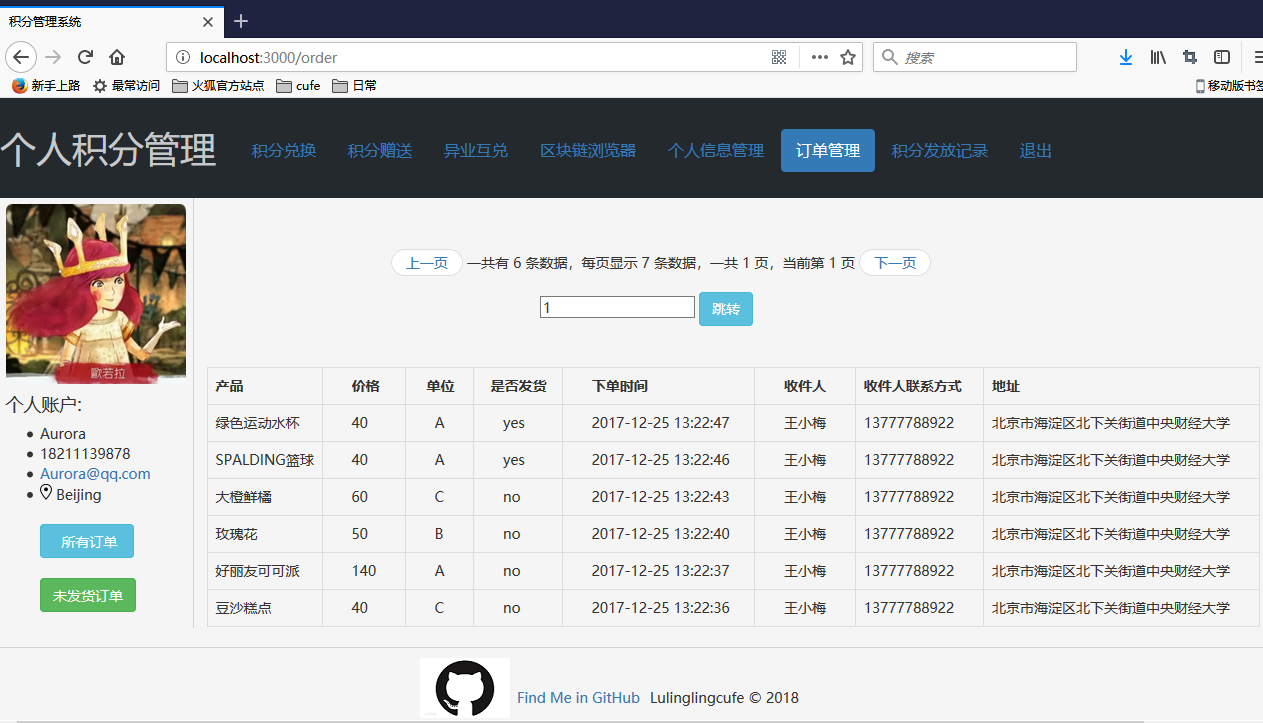 积分管理系统
localhost:3000/order
搜索
新手上路 最常访问 火狐官方站点 cufe 日常 移动版书签
个人积分管理 积分兑换 积分赠送 异业互兑 区块链浏览器 个人信息管理 订单管理 积分发放记录 退出
歐若拉
个人账户:
Aurora
18211139878
Aurora@qq.com
Beijing
所有订单
未发货订单
上一页 一共有 6 条数据，每页显示 7 条数据，一共 1 页，当前第 1 页 下一页
1 跳转
产品 价格 单位 是否发货 下单时间 收件人 收件人联系方式 地址
绿色运动水杯 40 A yes 2017-12-25 13:22:47 王小梅 13777788922 北京市海淀区北下关街道中央财经大学
SPALDING篮球 40 A yes 2017-12-25 13:22:46 王小梅 13777788922 北京市海淀区北下关街道中央财经大学
大橙鲜橘 60 C no 2017-12-25 13:22:43 王小梅 13777788922 北京市海淀区北下关街道中央财经大学
玫瑰花 50 B no 2017-12-25 13:22:40 王小梅 13777788922 北京市海淀区北下关街道中央财经大学
好丽友可可派 140 A no 2017-12-25 13:22:37 王小梅 13777788922 北京市海淀区北下关街道中央财经大学
豆沙糕点 40 C no 2017-12-25 13:22:36 王小梅 13777788922 北京市海淀区北下关街道中央财经大学
Find Me in GitHub Lulinglingcufe © 2018